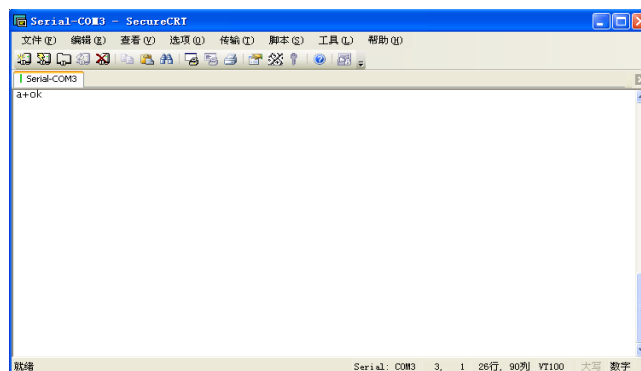 Serial-COM3 - SecureCRT
文件(F) 编辑(E) 查看(V) 选项(O) 传输(T) 脚本(S) 工具(L) 帮助(H)
Serial-COM3
a+ok
就绪 Serial: COM3 3, 1 26行, 90列 VT100 大写 数字